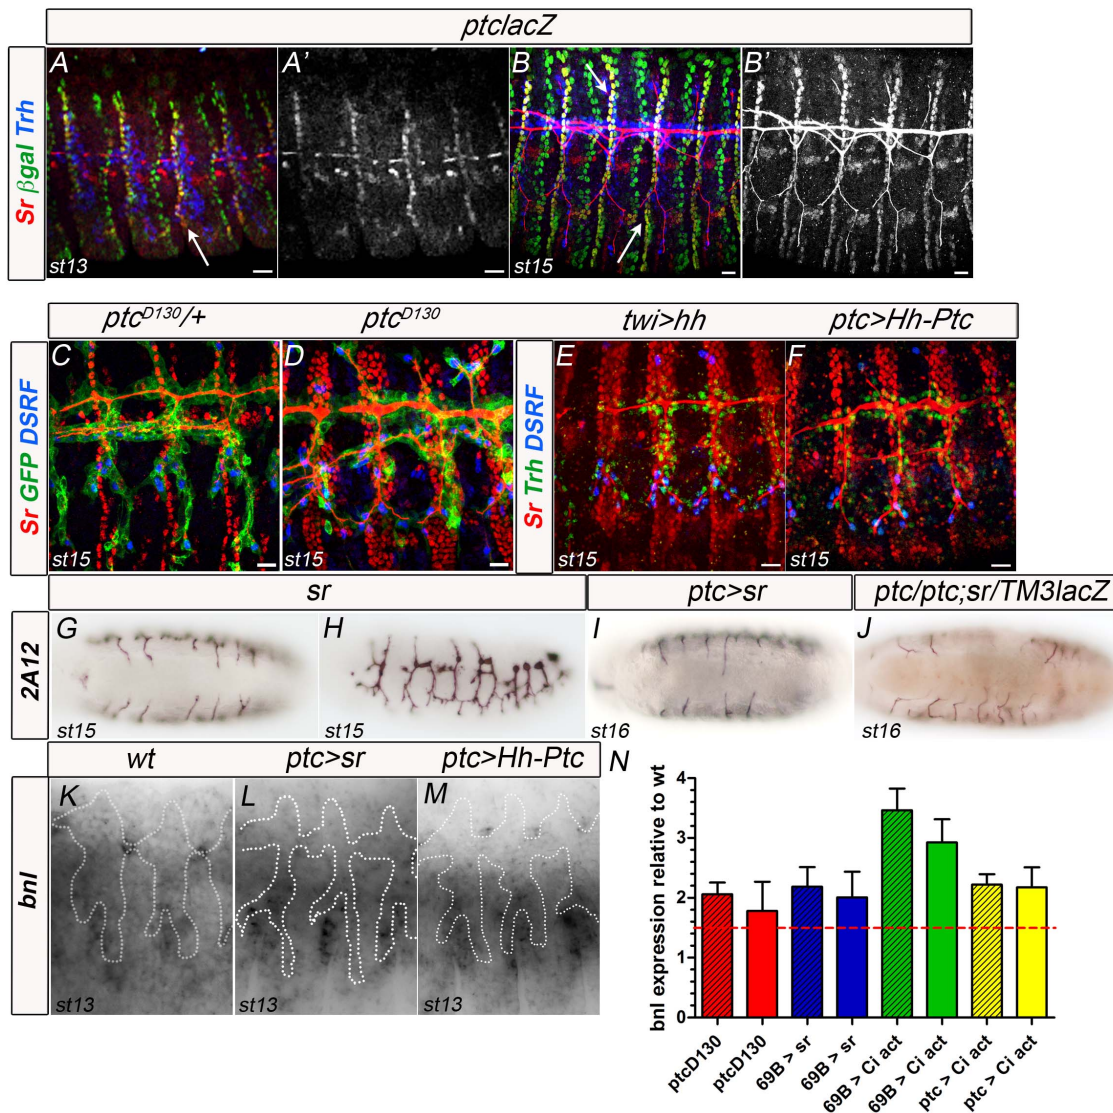 ptclacZ
Sr βgal Trh
A
A'
B
B'
st13
st15
ptcD130/+
ptcD130
twi>hh
ptc>Hh-Ptc
Sr GFP DSRF
C
D
Sr Trh DSRF
E
F
st15
st15
st15
st15
sr
ptc>sr
ptc/ptc;sr/TM3lacZ
2A12
G
H
I
J
st15
st15
st16
st16
wt
ptc>sr
ptc>Hh-Ptc
bnl
K
L
M
st13
st13
st13
N
bnl expression relative to wt
4
3
2
1
0
ptcD130
ptcD130
69B > sr
69B > sr
69B > Ci act
69B > Ci act
ptc > Ci act
ptc > Ci act